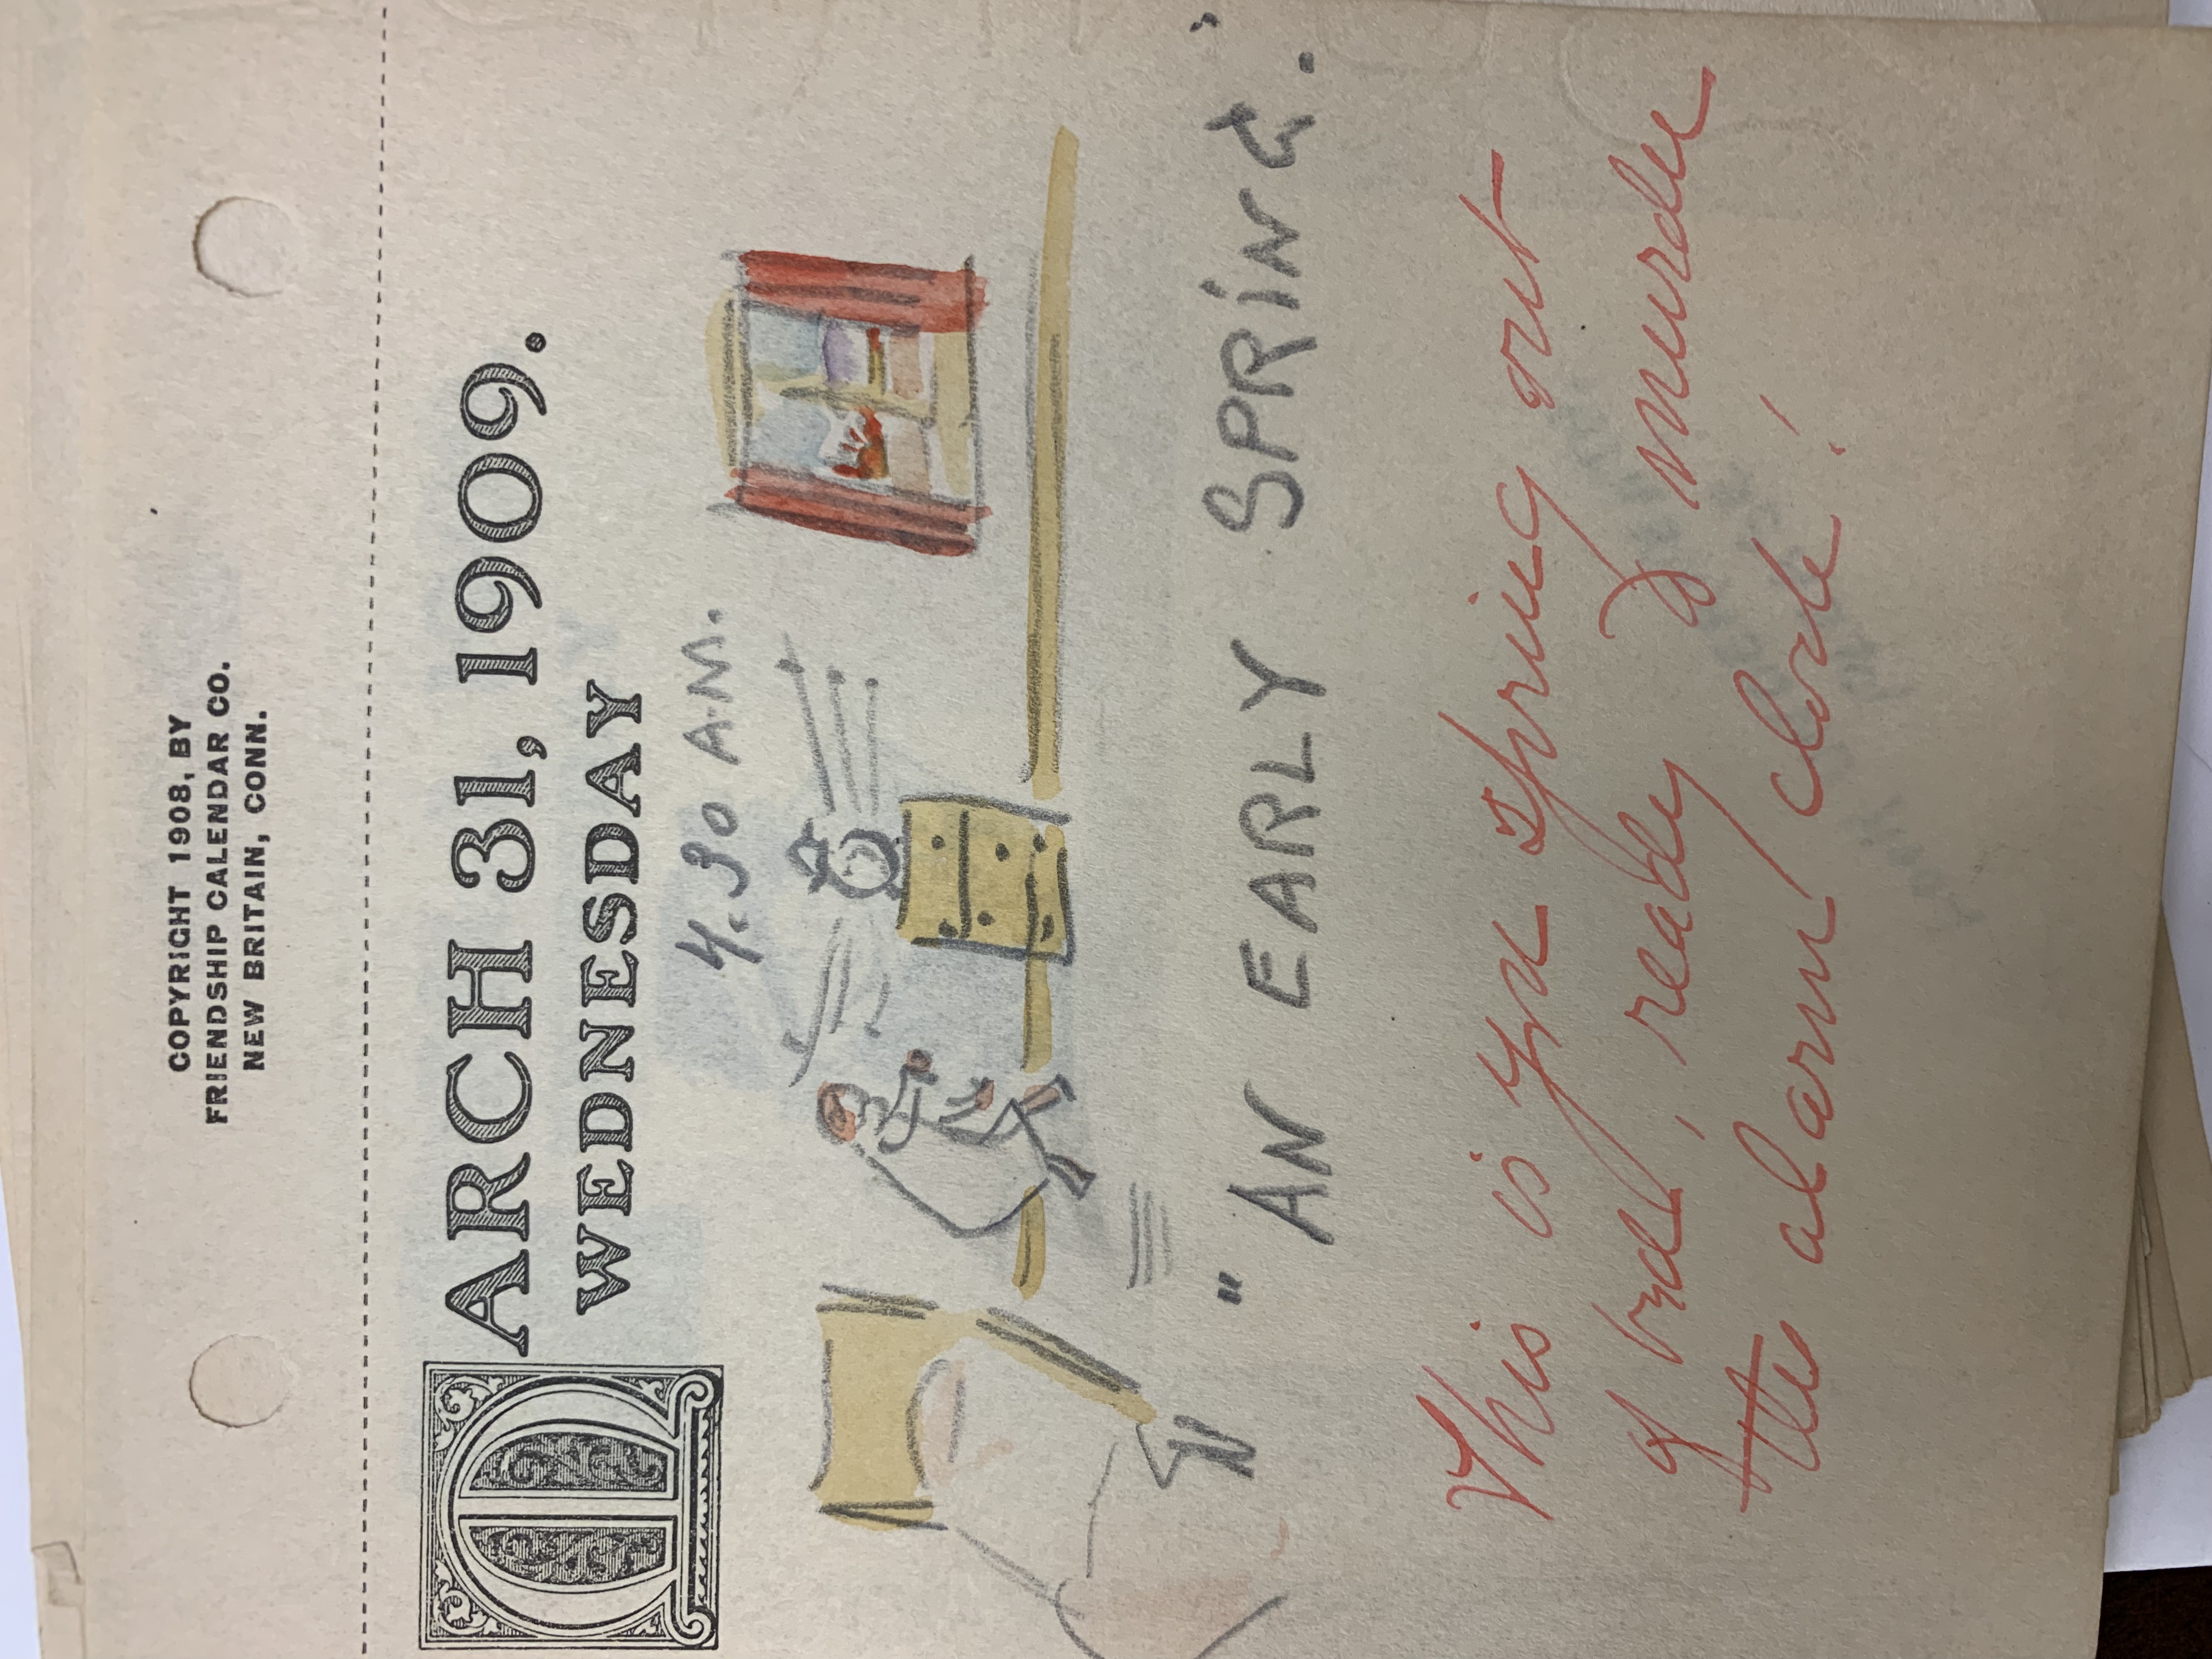 COPYRIGHT 1908, BY
FRIENDSHIP CALENDAR CO.
NEW BRITAIN, CONN.
MARCH 31, 1909.
WEDNESDAY
4.30 A.M.
"AN EARLY SPRING."
This is you spring out
of bed, ready to murder
the alarm clock!